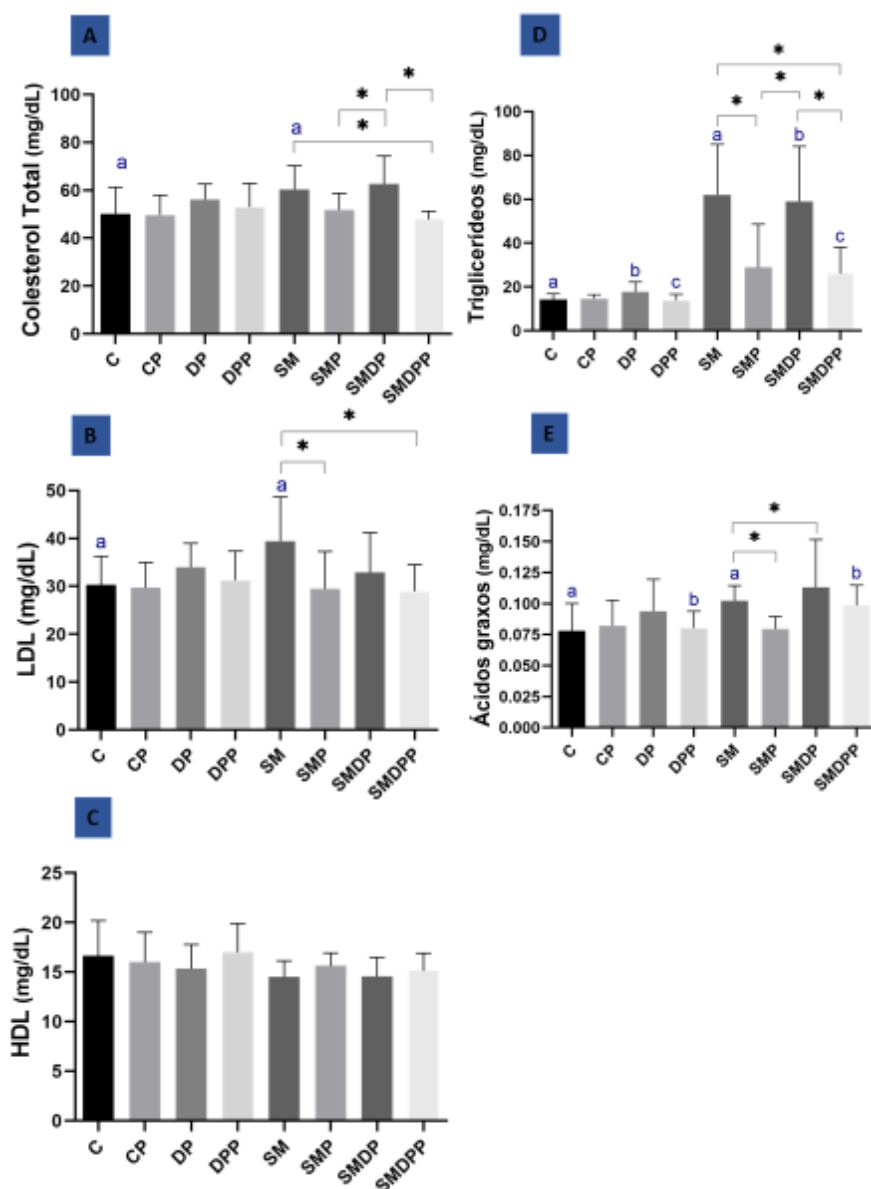 A
Colesterol Total (mg/dL)
100
80
60
40
20
0
a
a
*
*
*
C CP DP DPP SM SMP SMDP SMDPP
B
LDL (mg/dL)
50
40
30
20
10
0
a
a
*
*
C CP DP DPP SM SMP SMDP SMDPP
C
HDL (mg/dL)
25
20
15
10
5
0
C CP DP DPP SM SMP SMDP SMDPP
D
Triglicerídeos (mg/dL)
100
80
60
40
20
0
a
b
c
a
b
c
*
*
*
*
C CP DP DPP SM SMP SMDP SMDPP
E
Ácidos graxos (mg/dL)
0.175
0.150
0.125
0.100
0.075
0.050
0.025
0.000
a
b
a
b
*
*
C CP DP DPP SM SMP SMDP SMDPP